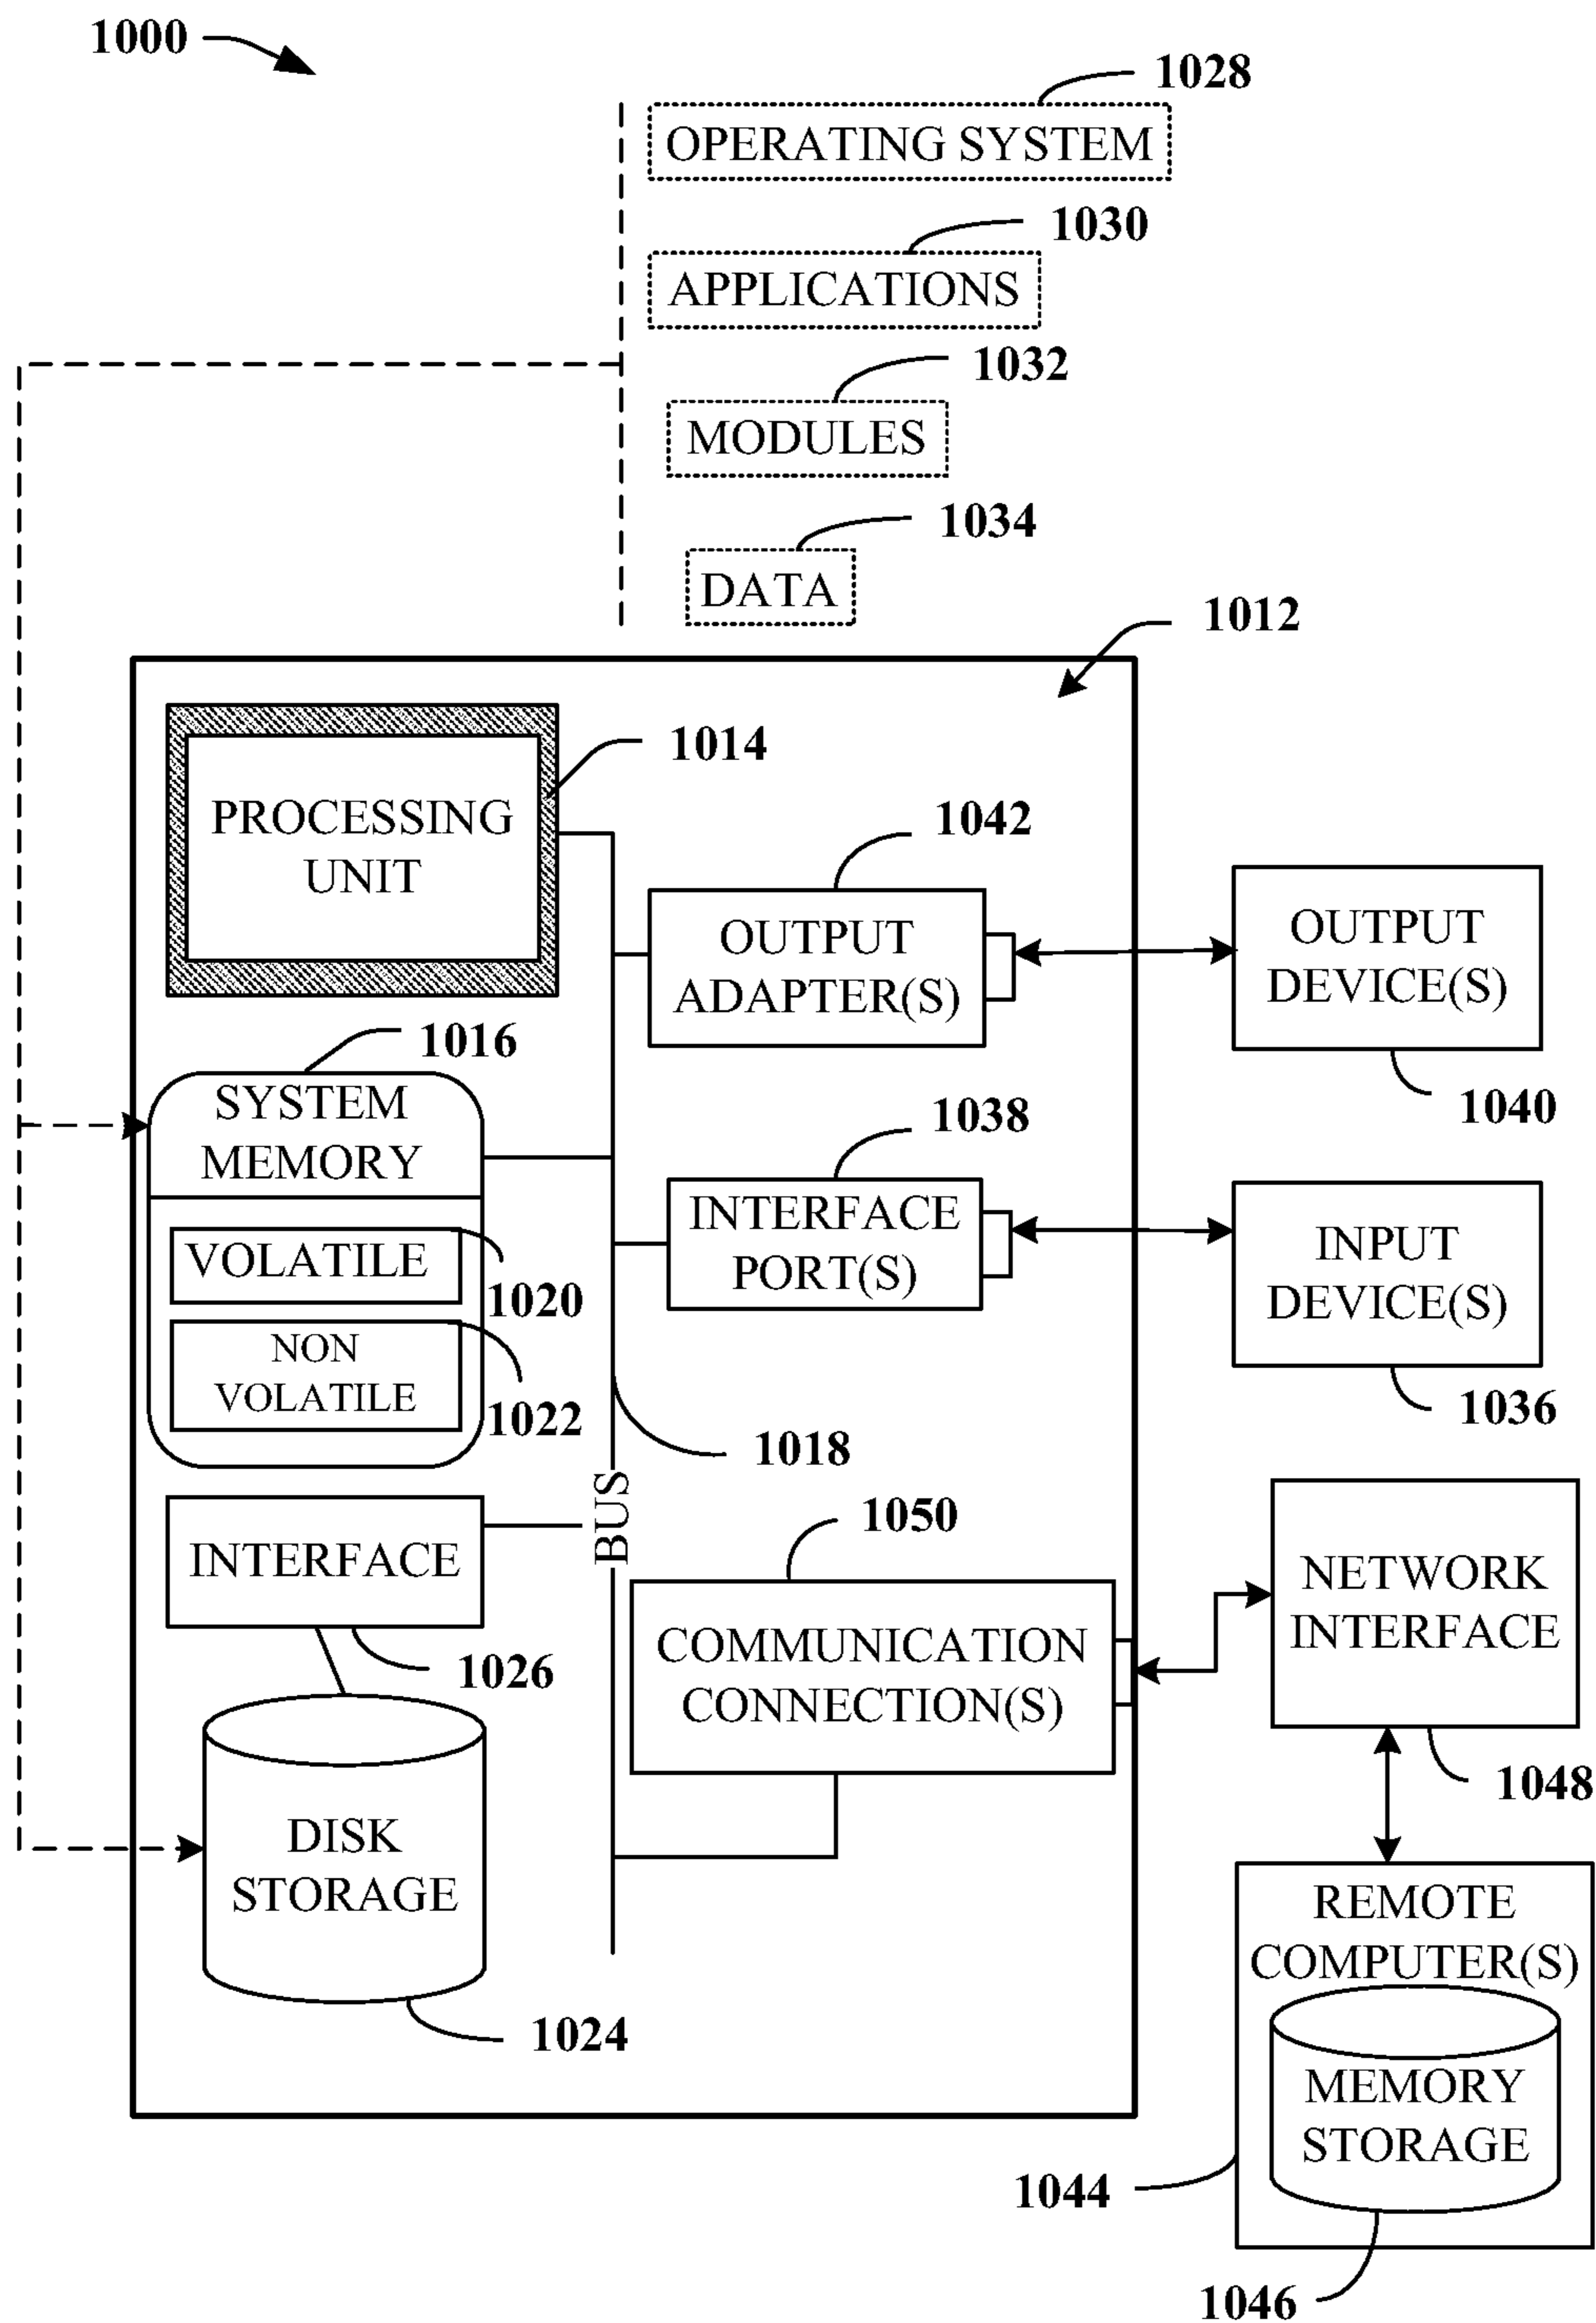 1000
1028
OPERATING SYSTEM
1030
APPLICATIONS
1032
MODULES
1034
DATA
1012
1014
PROCESSING
UNIT
1042
OUTPUT
ADAPTER(S)
OUTPUT
DEVICE(S)
1040
1016
SYSTEM
MEMORY
1038
INTERFACE
PORT(S)
INPUT
DEVICE(S)
1036
VOLATILE
1020
NON
VOLATILE
1022
1018
BUS
INTERFACE
1026
1050
COMMUNICATION
CONNECTION(S)
NETWORK
INTERFACE
1048
DISK
STORAGE
1024
REMOTE
COMPUTER(S)
MEMORY
STORAGE
1044
1046